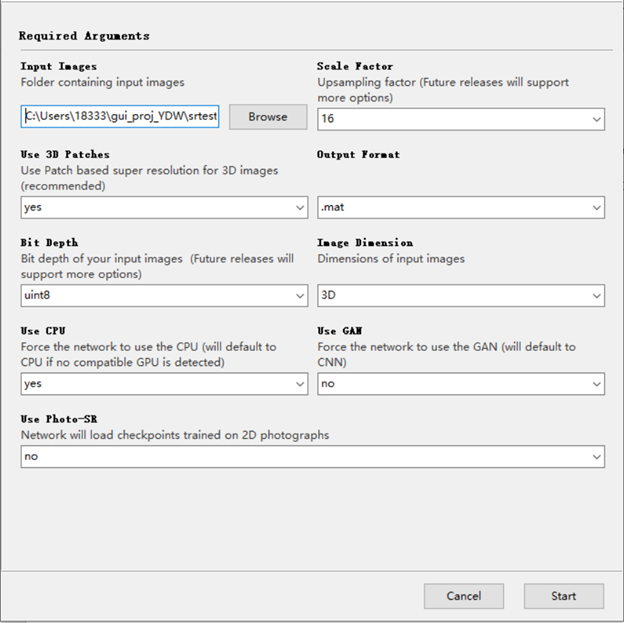 Required Arguments
Input Images
Folder containing input images
C:\Users\18333\gui_proj_YDW\srtest
Browse
Scale Factor
Upsampling factor (Future releases will support
more options)
16
Use 3D Patches
Use Patch based super resolution for 3D images
(recommended)
yes
Output Format
.mat
Bit Depth
Bit depth of your input images (Future releases will
support more options)
uint8
Image Dimension
Dimensions of input images
3D
Use CPU
Force the network to use the CPU (will default to
CPU if no compatible GPU is detected)
yes
Use GAN
Force the network to use the GAN (will default to
CNN)
no
Use Photo-SR
Network will load checkpoints trained on 2D photographs
no
Cancel
Start